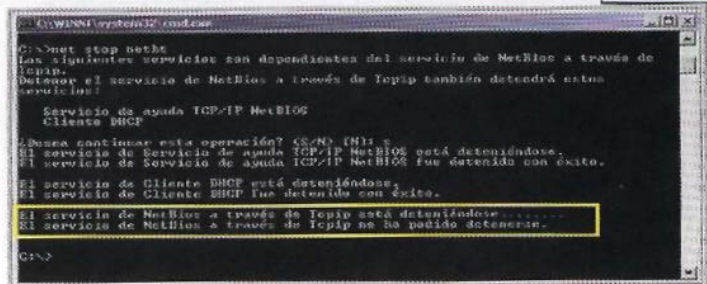 C:\WINNT\system32\cmd.exe
C:\>net stop netbt
Los siguientes servicios son dependientes del servicio de NetBios a través de
Tcpip.
Detener el servicio de NetBios a través de Tcpip también detendrá estos
servicios:
Servicio de ayuda TCP/IP NetBIOS
Cliente DHCP
¿Desea continuar esta operación? (S/N) [N]: s
El servicio de Servicio de ayuda TCP/IP NetBIOS está deteniéndose.
El servicio de Servicio de ayuda TCP/IP NetBIOS fue detenido con éxito.
El servicio de Cliente DHCP está deteniéndose.
El servicio de Cliente DHCP fue detenido con éxito.
El servicio de NetBios a través de Tcpip está deteniéndose.........
El servicio de NetBios a través de Tcpip no ha podido detenerse.
C:\>